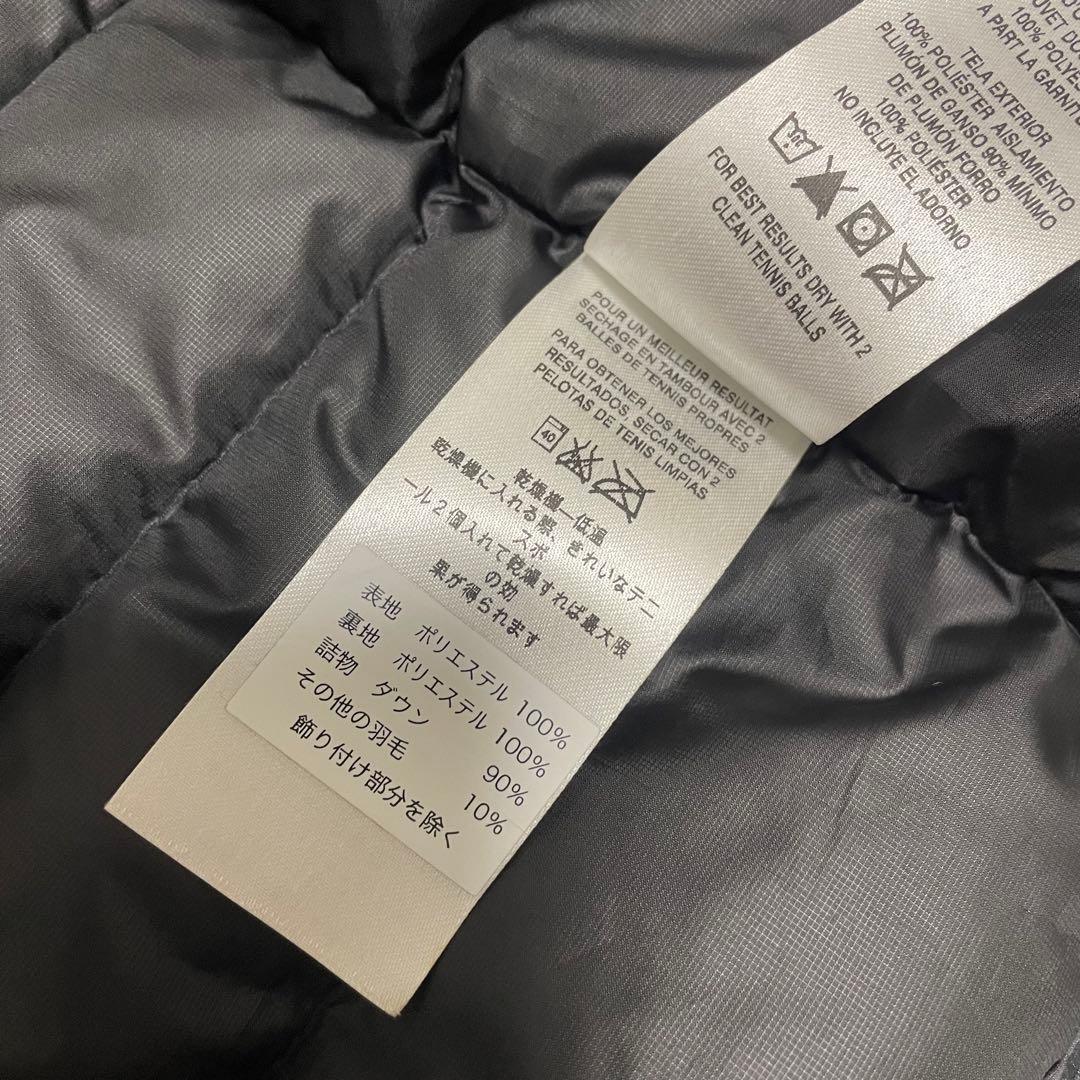 UVET DO
100% POLYE
A PART LA GARNIT
TELA EXTERIOR
100% POLIÉSTER AISLAMIENTO
PLUMÓN DE GANSO 90% MÍNIMO
DE PLUMÓN FORRO
100% POLIÉSTER
NO INCLUYE EL ADORNO
FOR BEST RESULTS DRY WITH 2
CLEAN TENNIS BALLS
POUR UN MEILLEUR RESULTAT
SECHAGE EN TAMBOUR AVEC 2
BALLES DE TENNIS PROPRES
PARA OBTENER LOS MEJORES
RESULTADOS, SECAR CON 2
PELOTAS DE TENIS LIMPIAS
40
乾燥機—低温
乾燥機に入れる際、きれいなテニ
スボ
ール2個入れて乾燥すれば最大限
の効
果が得られます
表地 ポリエステル 100%
裏地 ポリエステル 100%
詰物 ダウン 90%
その他の羽毛 10%
飾り付け部分を除く